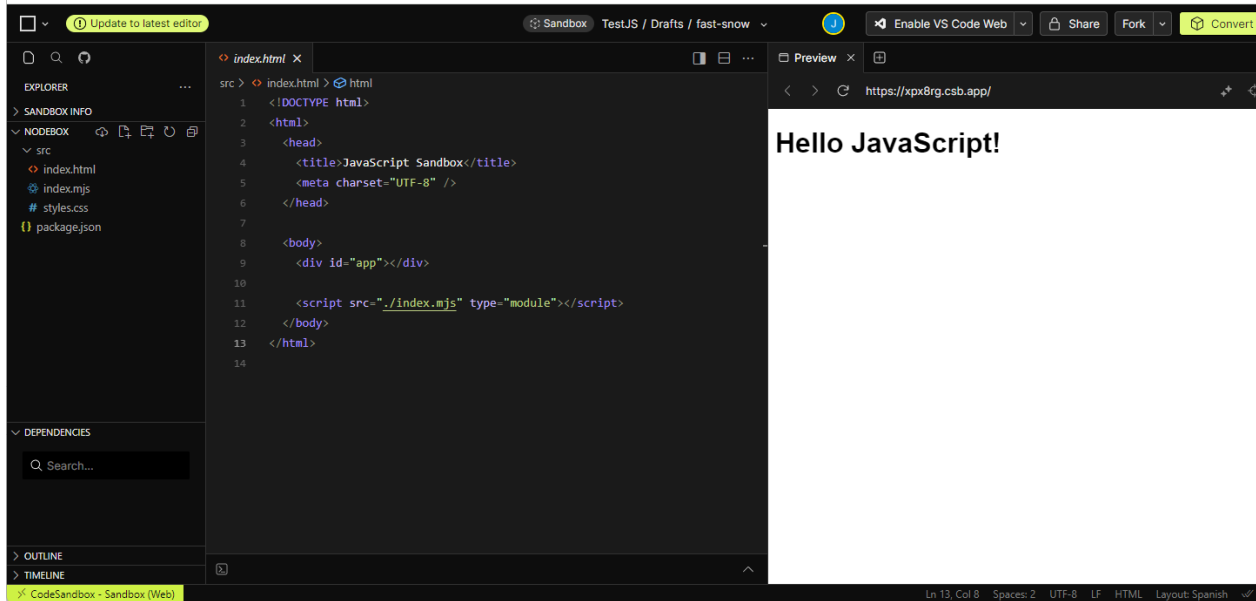 Update to latest editor
Sandbox TestJS / Drafts / fast-snow
J
Enable VS Code Web
Share
Fork
Convert
EXPLORER
SANDBOX INFO
NODEBOX
src
index.html
index.mjs
# styles.css
{} package.json
DEPENDENCIES
Search...
OUTLINE
TIMELINE
<> index.html
src > <> index.html > html
1 <!DOCTYPE html>
2 <html>
3 <head>
4 <title>JavaScript Sandbox</title>
5 <meta charset="UTF-8" />
6 </head>
7
8 <body>
9 <div id="app"></div>
10
11 <script src="./index.mjs" type="module"></script>
12 </body>
13 </html>
14
Preview
https://xpx8rg.csb.app/
Hello JavaScript!
CodeSandbox - Sandbox (Web)
Ln 13, Col 8 Spaces: 2 UTF-8 LF HTML Layout: Spanish